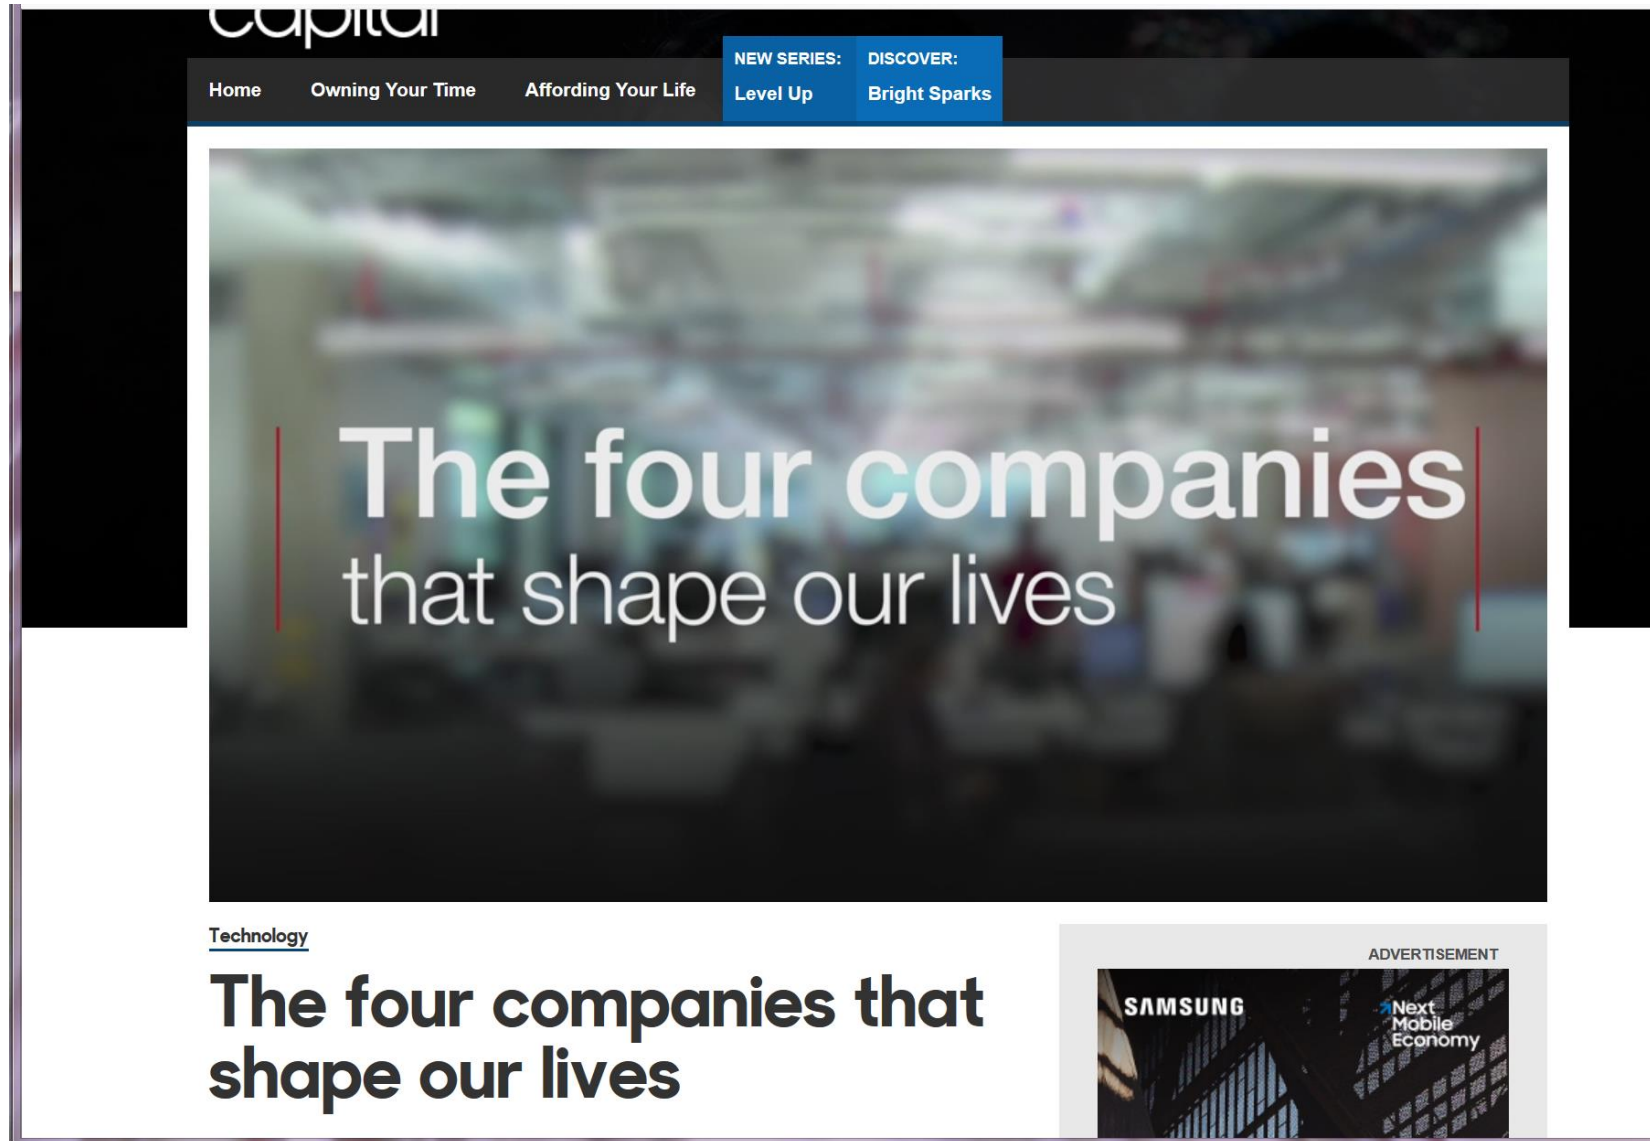 capital
Home
Owning Your Time
Affording Your Life
NEW SERIES:
Level Up
DISCOVER:
Bright Sparks
The four companies
that shape our lives
Technology
The four companies that
shape our lives
ADVERTISEMENT
SAMSUNG
Next
Mobile
Economy